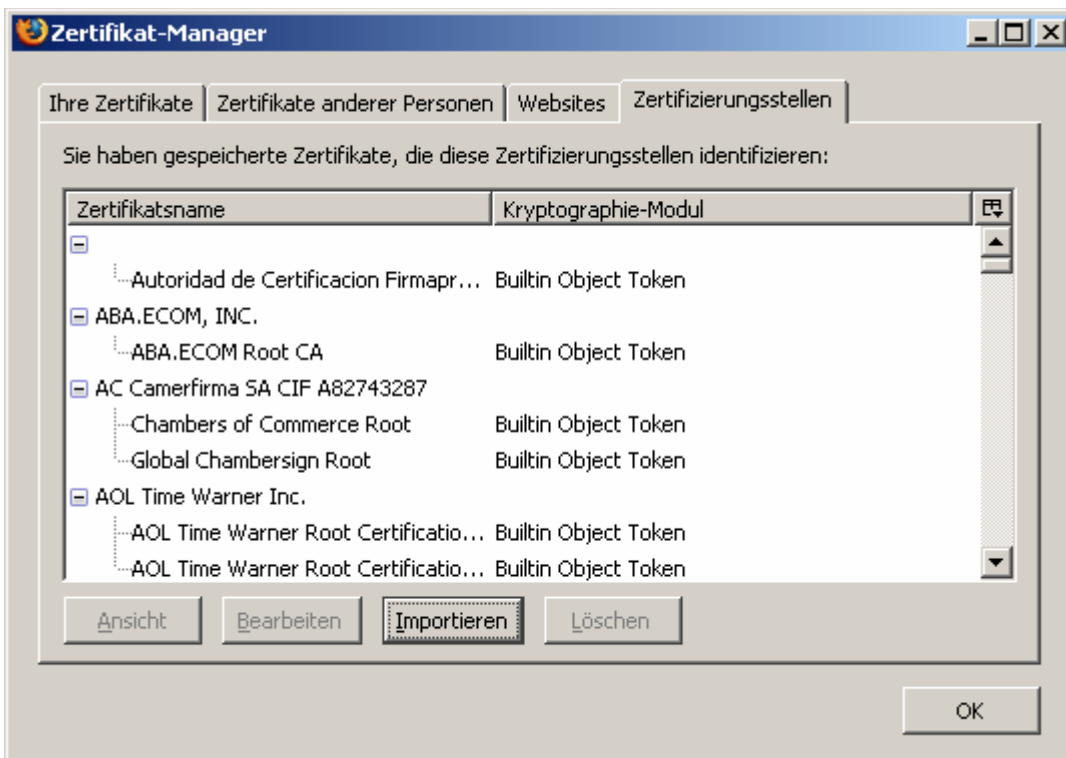 Zertifikat-Manager
Ihre Zertifikate Zertifikate anderer Personen Websites Zertifizierungsstellen
Sie haben gespeicherte Zertifikate, die diese Zertifizierungsstellen identifizieren:
Zertifikatsname Kryptographie-Modul
Autoridad de Certificacion Firmapr... Builtin Object Token
ABA.ECOM, INC.
ABA.ECOM Root CA Builtin Object Token
AC Camerfirma SA CIF A82743287
Chambers of Commerce Root Builtin Object Token
Global Chambersign Root Builtin Object Token
AOL Time Warner Inc.
AOL Time Warner Root Certificatio... Builtin Object Token
AOL Time Warner Root Certificatio... Builtin Object Token
Ansicht Bearbeiten Importieren Löschen
OK